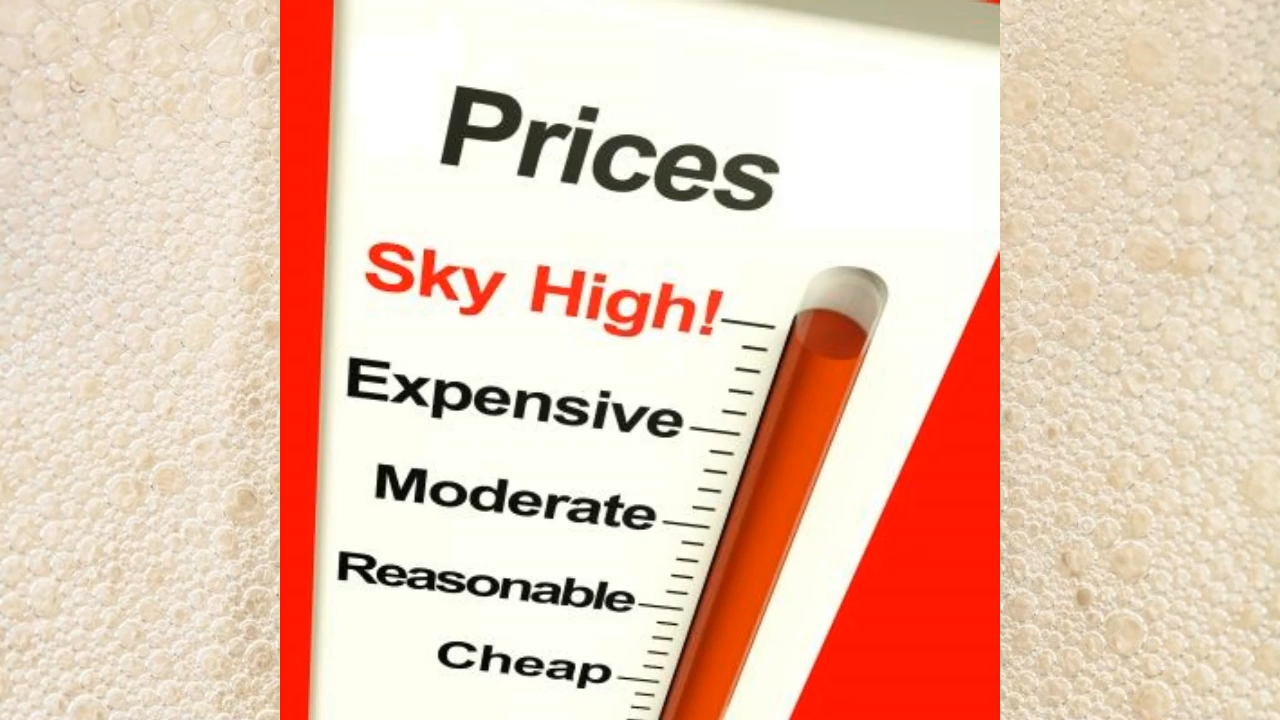 Prices
Sky High!
Expensive
Moderate
Reasonable
Cheap